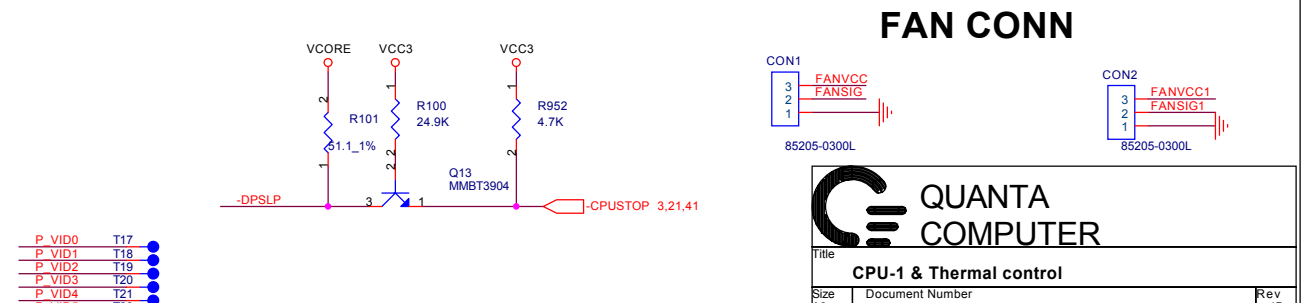 FAN CONN
VCORE VCC3 VCC3
CON1
3 FANVCC
2 FANSIG
1
85205-0300L
CON2
3 FANVCC1
2 FANSIG1
1
85205-0300L
2 1 1
R101
51.1_1%
R100
24.9K
R952
4.7K
1 2 2 2
Q13
MMBT3904
-DPSLP 3 1 -CPUSTOP 3,21,41
P_VID0 T17
P_VID1 T18
P_VID2 T19
P_VID3 T20
P_VID4 T21
QUANTA
COMPUTER
Title
CPU-1 & Thermal control
Size Document Number Rev